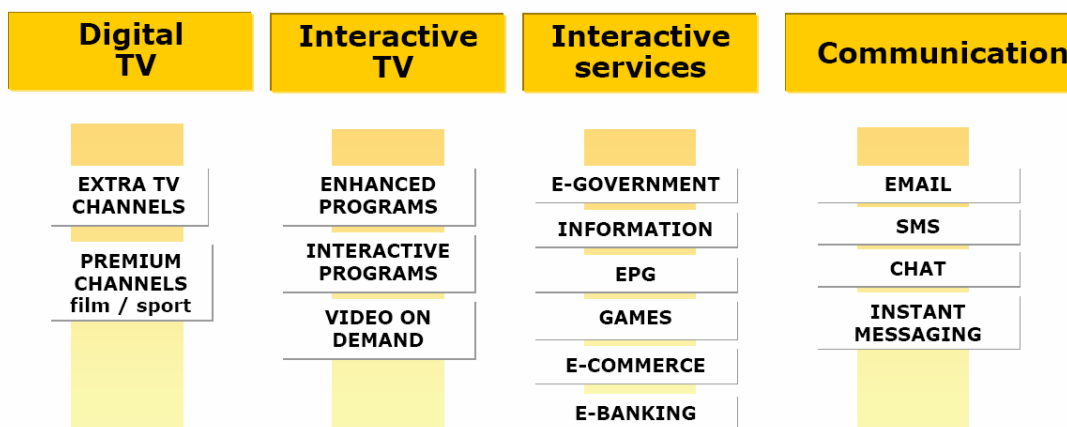 Digital
TV
EXTRA TV
CHANNELS
PREMIUM
CHANNELS
film / sport
Interactive
TV
ENHANCED
PROGRAMS
INTERACTIVE
PROGRAMS
VIDEO ON
DEMAND
Interactive
services
E-GOVERNMENT
INFORMATION
EPG
GAMES
E-COMMERCE
E-BANKING
Communication
EMAIL
SMS
CHAT
INSTANT
MESSAGING